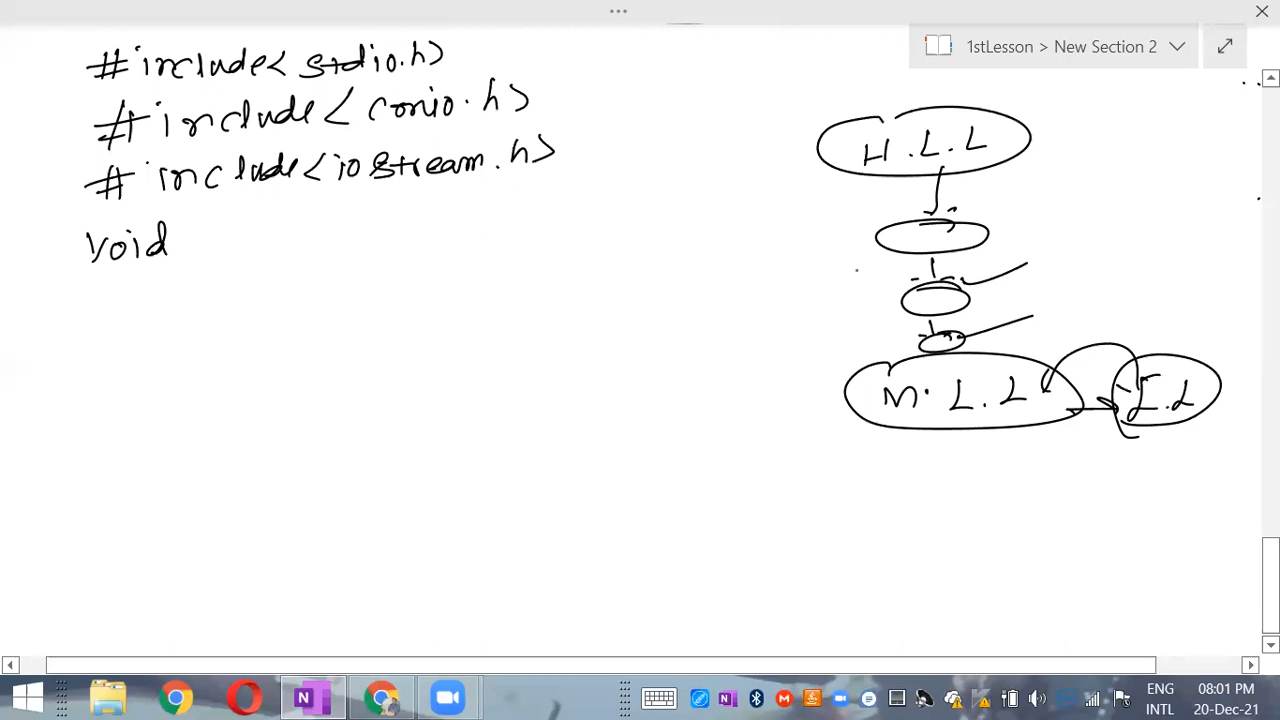 1stLesson > New Section 2
#include<stdio.h>
#include<conio.h>
#include<iostream.h>
void
H.L.L
M.L.L
ENG
INTL
08:01 PM
20-Dec-21